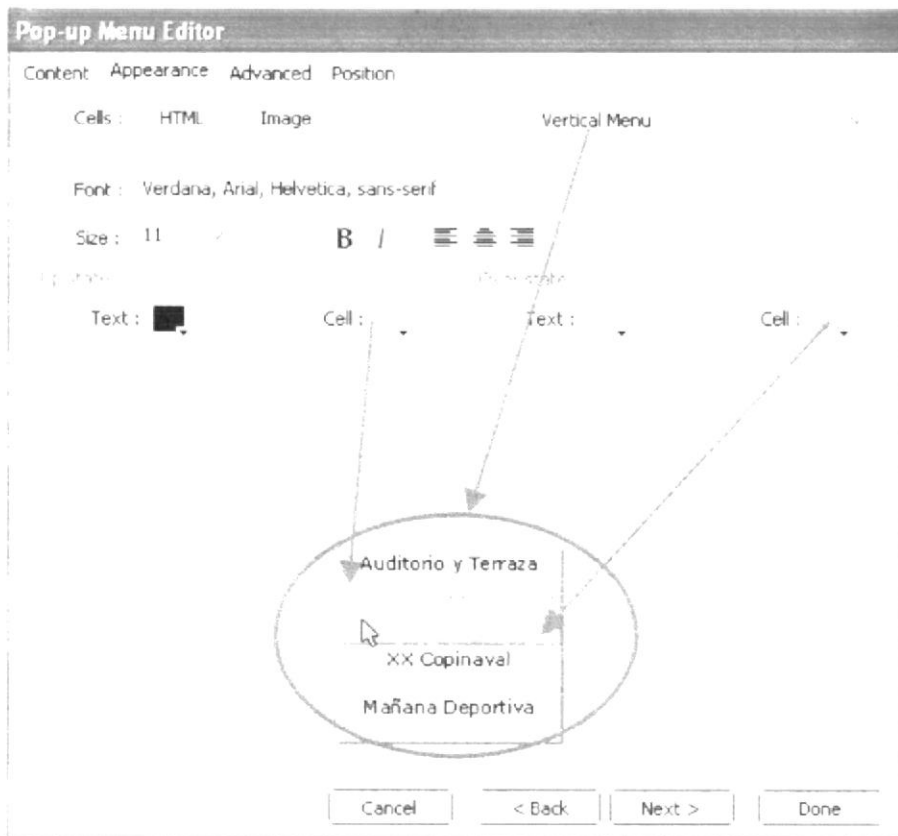 Pop-up Menu Editor
Content Appearance Advanced Position
Cells : HTML Image Vertical Menu
Font : Verdana, Arial, Helvetica, sans-serif
Size : 11 B I
Text : Cell : Text : Cell :
Auditorio y Terraza
XX Copinaval
Mañana Deportiva
Cancel < Back Next > Done